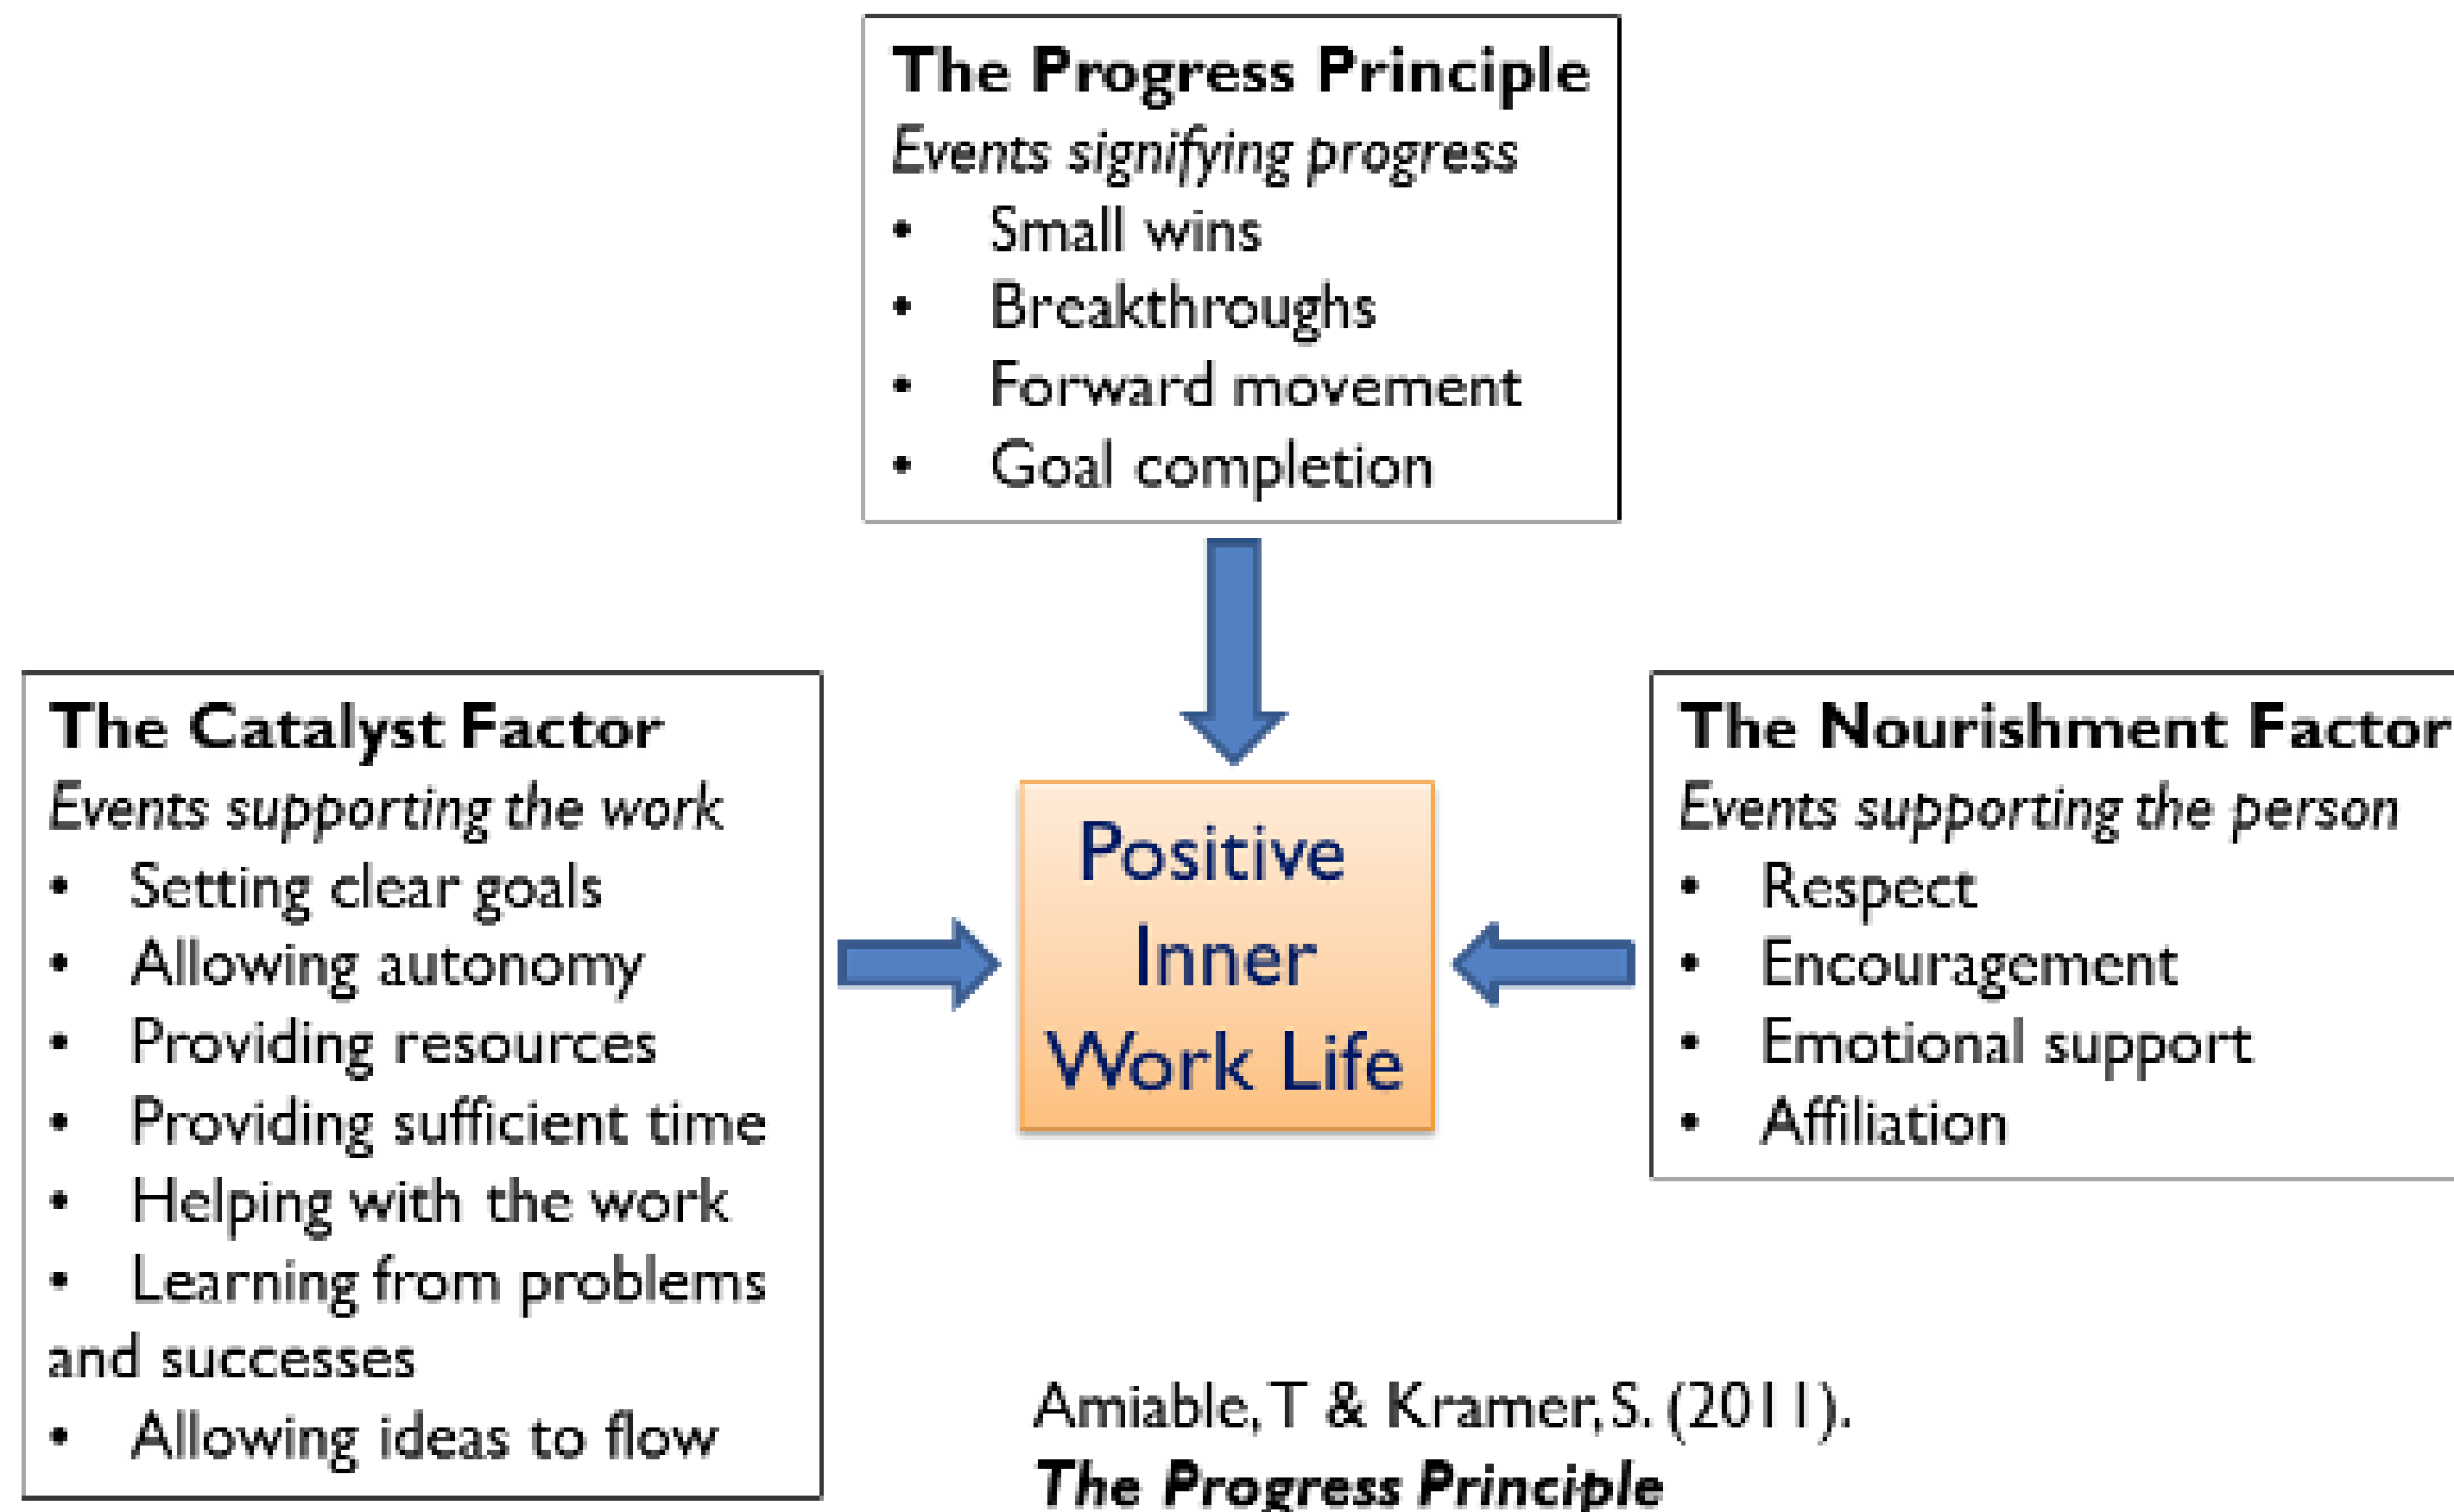 The Progress Principle
Events signifying progress
• Small wins
• Breakthroughs
• Forward movement
• Goal completion
The Catalyst Factor
Events supporting the work
• Setting clear goals
• Allowing autonomy
• Providing resources
• Providing sufficient time
• Helping with the work
• Learning from problems
and successes
• Allowing ideas to flow
Positive
Inner
Work Life
The Nourishment Factor
Events supporting the person
• Respect
• Encouragement
• Emotional support
• Affiliation
Amiable, T & Kramer, S. (2011).
The Progress Principle